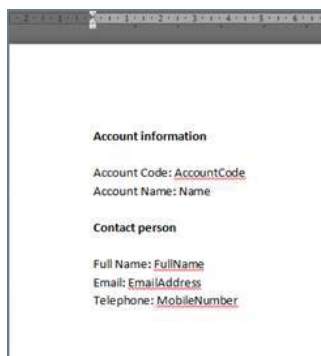 Account information
Account Code: AccountCode
Account Name: Name
Contact person
Full Name: FullName
Email: EmailAddress
Telephone: MobileNumber